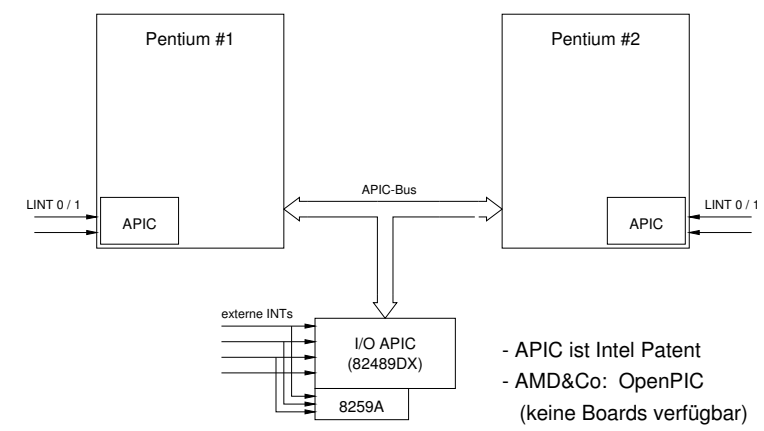 Pentium #1
Pentium #2
APIC-Bus
LINT 0 / 1
APIC
APIC
LINT 0 / 1
externe INTs
I/O APIC
(82489DX)
8259A
- APIC ist Intel Patent
- AMD&Co: OpenPIC
(keine Boards verfügbar)